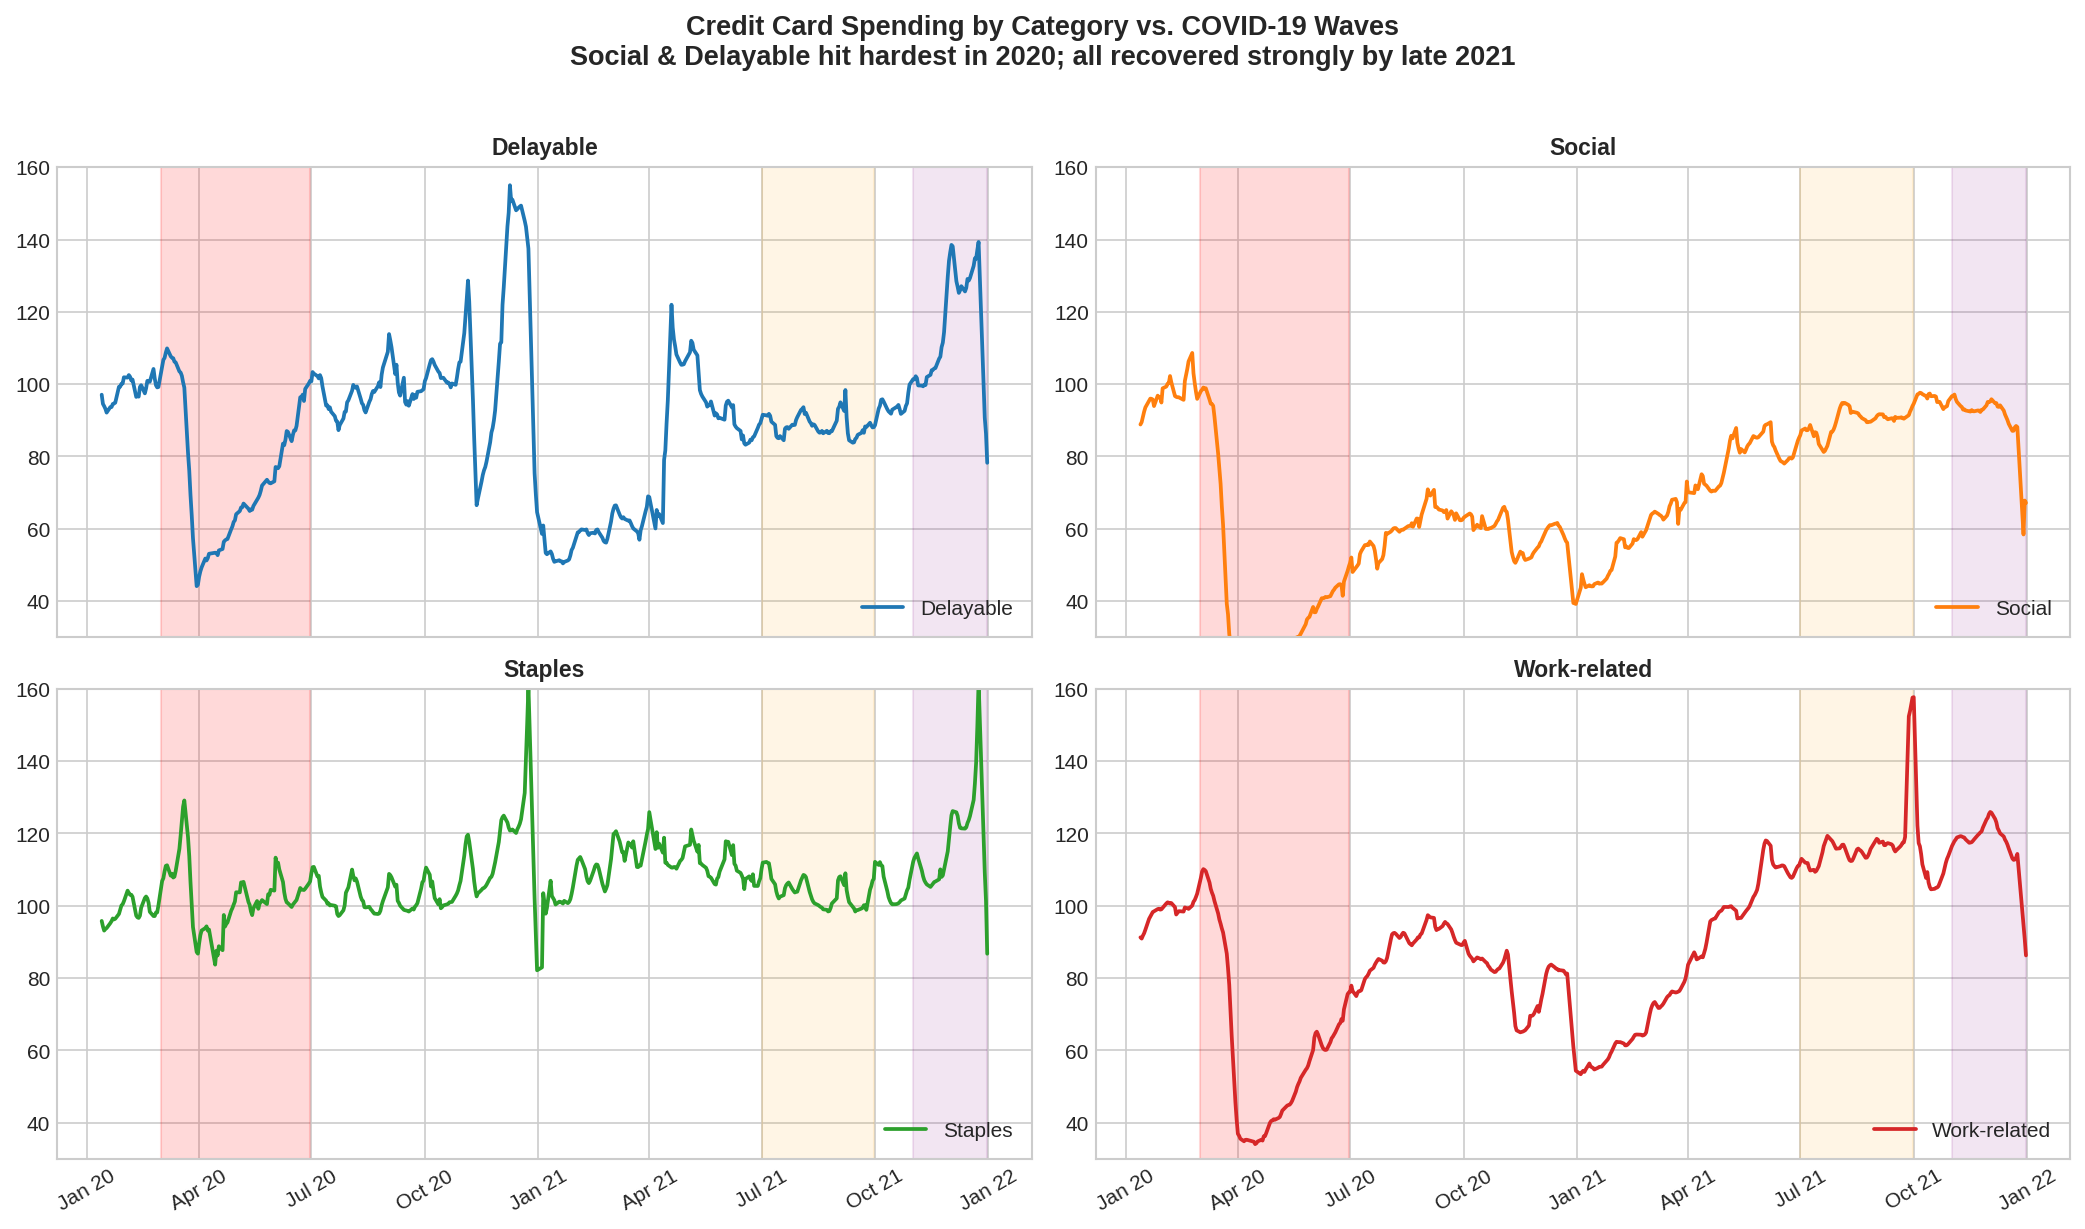 Credit Card Spending by Category vs. COVID-19 Waves
Social & Delayable hit hardest in 2020; all recovered strongly by late 2021
Delayable
160
140
120
100
80
60
40
Delayable
Social
160
140
120
100
80
60
40
Social
Staples
160
140
120
100
80
60
40
Staples
Jan 20 Apr 20 Jul 20 Oct 20 Jan 21 Apr 21 Jul 21 Oct 21 Jan 22
Work-related
160
140
120
100
80
60
40
Work-related
Jan 20 Apr 20 Jul 20 Oct 20 Jan 21 Apr 21 Jul 21 Oct 21 Jan 22